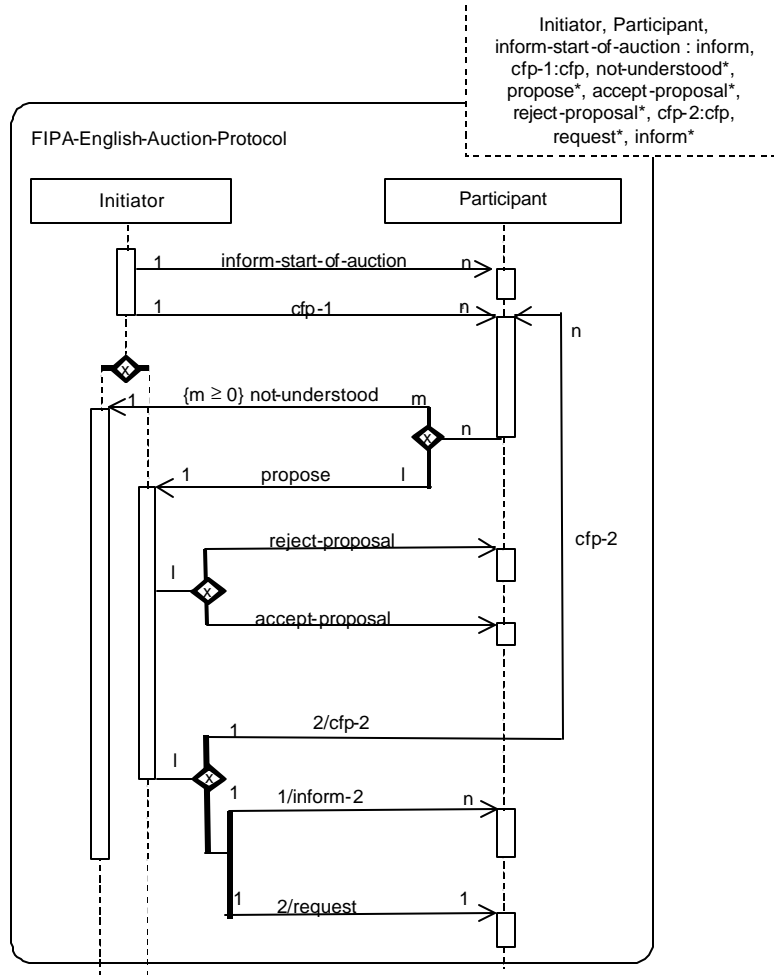 Initiator, Participant,
inform-start-of-auction : inform,
cfp-1:cfp, not-understood*,
propose*, accept-proposal*,
reject-proposal*, cfp-2:cfp,
request*, inform*
FIPA-English-Auction-Protocol
Initiator
Participant
1 inform-start-of-auction n
1 cfp-1 n
n
x
1 {m ≥ 0} not-understood m
x n
1 propose l
reject-proposal
cfp-2
l
x
accept-proposal
1 2/cfp-2
l
x
1 1/inform-2 n
1 2/request 1